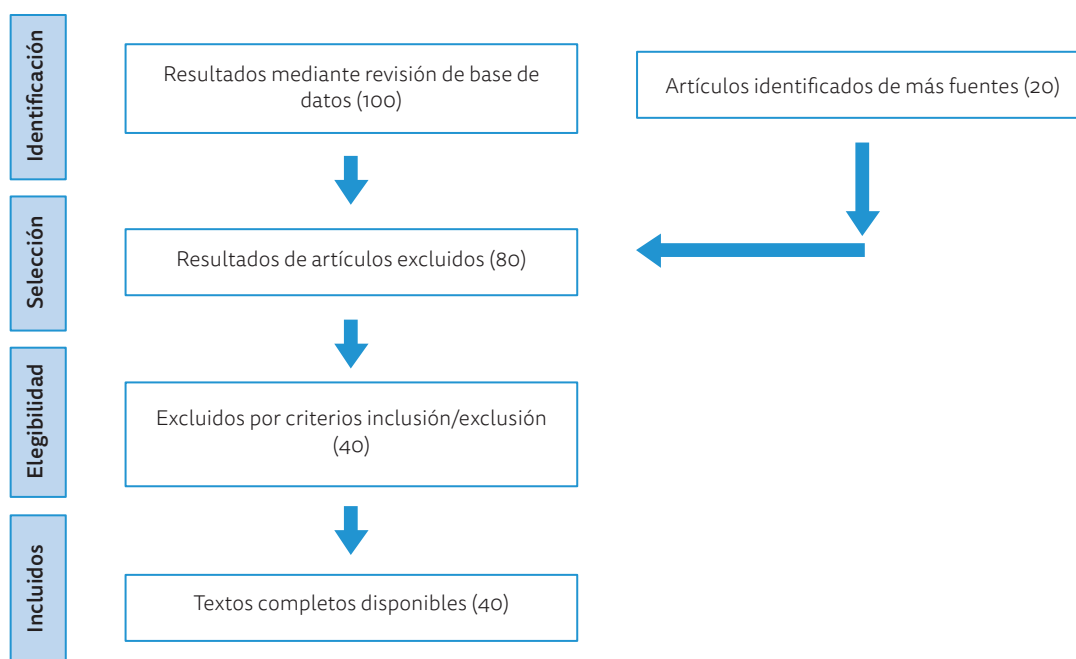 Identificación
Resultados mediante revisión de base de
datos (100)
Artículos identificados de más fuentes (20)
Selección
Resultados de artículos excluidos (80)
Elegibilidad
Excluidos por criterios inclusión/exclusión
(40)
Incluidos
Textos completos disponibles (40)